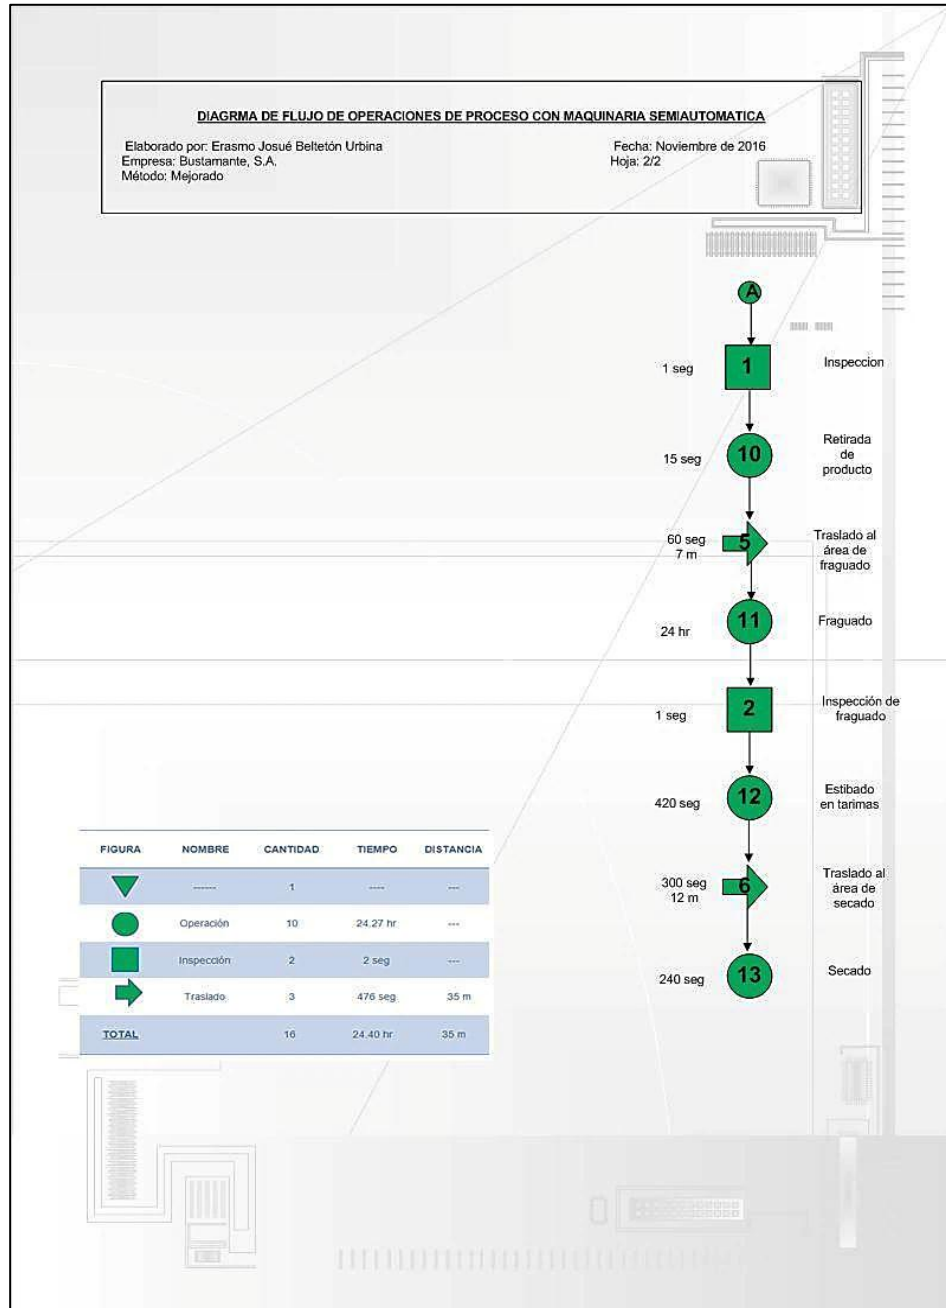 DIAGRMA DE FLUJO DE OPERACIONES DE PROCESO CON MAQUINARIA SEMIAUTOMATICA
Elaborado por: Erasmo Josué Beltetón Urbina
Fecha: Noviembre de 2016
Empresa: Bustamante, S.A.
Hoja: 2/2
Método: Mejorado
A
1 seg
1
Inspeccion
15 seg
10
Retirada
de
producto
60 seg
7 m
5
Traslado al
área de
fraguado
24 hr
11
Fraguado
1 seg
2
Inspección de
fraguado
420 seg
12
Estibado
en tarimas
300 seg
12 m
6
Traslado al
área de
secado
240 seg
13
Secado
FIGURA NOMBRE CANTIDAD TIEMPO DISTANCIA
------ 1 ---- ---
Operación 10 24.27 hr ---
Inspección 2 2 seg ---
Traslado 3 476 seg 35 m
TOTAL 16 24.40 hr 35 m